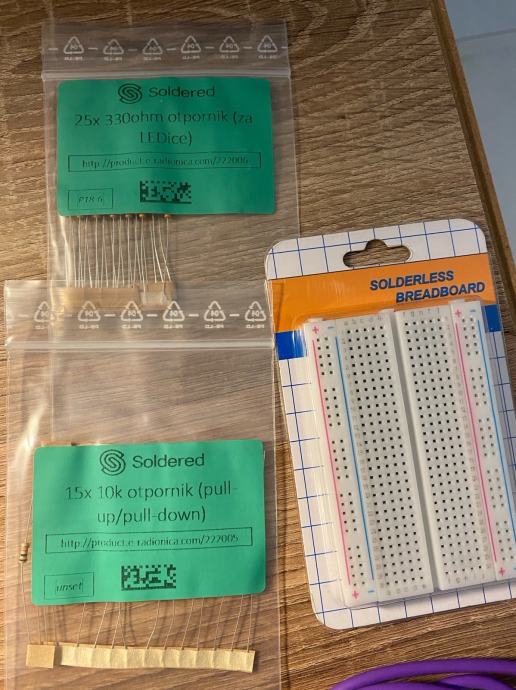 Soldered
25x 330ohm otpornik (za
LEDice)
http://product.e.radionica.com/222006
P18.6
SOLDERLESS
BREADBOARD
Soldered
15x 10k otpornik (pull-
up/pull-down)
http://product.e.radionica.com/222005
unset